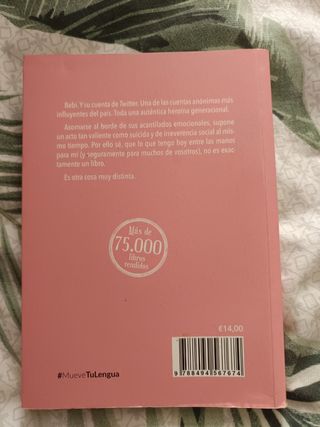 Bebi. Y su cuenta de Twitter. Una de las cuentas anónimas más
influyentes del país. Toda una auténtica heroína generacional.
Asomarse al borde de sus acantilados emocionales, supone
un acto tan valiente como suicida y de irreverencia social al mis-
mo tiempo. Por ello sé, que lo que tengo hoy entre las manos
para mí (y seguramente para muchos de vosotros), no es exac-
tamente un libro.
Es otra cosa muy distinta.
Más de
75.000
libros
vendidos
€14,00
#MueveTuLengua
9 788494 567674